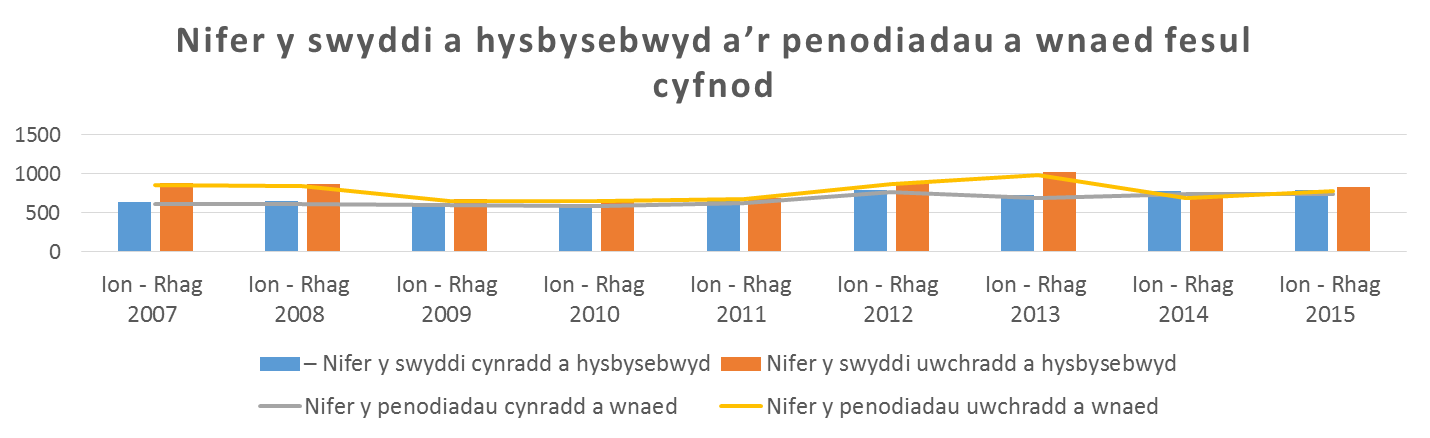 Nifer y swyddi a hysbysebwyd a’r penodiadau a wnaed fesul
cyfnod
1500
1000
500
0
Ion - Rhag Ion - Rhag Ion - Rhag Ion - Rhag Ion - Rhag Ion - Rhag Ion - Rhag Ion - Rhag Ion - Rhag
2007 2008 2009 2010 2011 2012 2013 2014 2015
– Nifer y swyddi cynradd a hysbysebwyd Nifer y swyddi uwchradd a hysbysebwyd
Nifer y penodiadau cynradd a wnaed Nifer y penodiadau uwchradd a wnaed